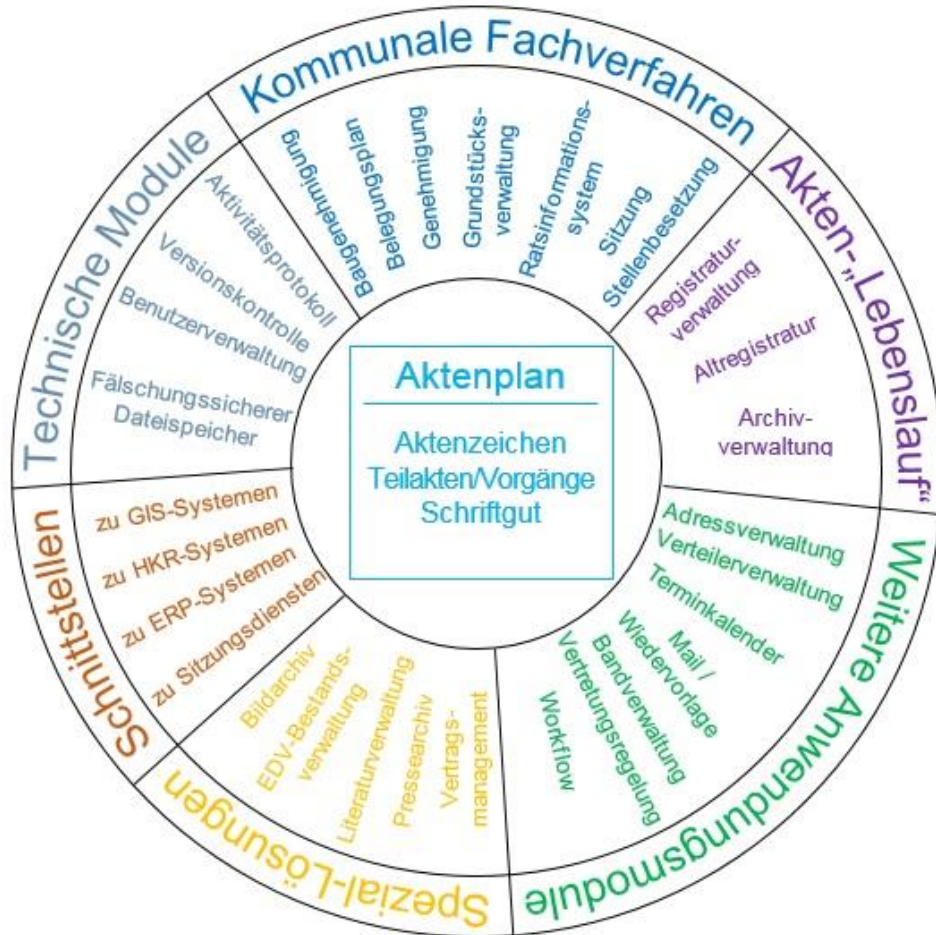 Kommunale Fachverfahren
Baugenehmigung
Belegungsplan
Genehmigung
Grundstücks-
verwaltung
Ratsinformations-
system
Sitzung
Stellenbesetzung
Akten-„Lebenslauf“
Registratur-
verwaltung
Altregistratur
Archiv-
verwaltung
Weitere Anwendungsmodule
Adressverwaltung
Verteilerverwaltung
Terminkalender
Mail /
Wiedervorlage
Bandverwaltung
Vertretungsregelung
Workflow
Spezial-Lösungen
Bildarchiv
EDV-Bestands-
verwaltung
Literaturverwaltung
Pressearchiv
Vertrags-
management
Schnittstellen
zu GIS-Systemen
zu HKR-Systemen
zu ERP-Systemen
zu Sitzungsdiensten
Technische Module
Aktivitätsprotokoll
Versionskontrolle
Benutzerverwaltung
Fälschungssicherer
Dateispeicher
Aktenplan
Aktenzeichen
Teilakten/Vorgänge
Schriftgut